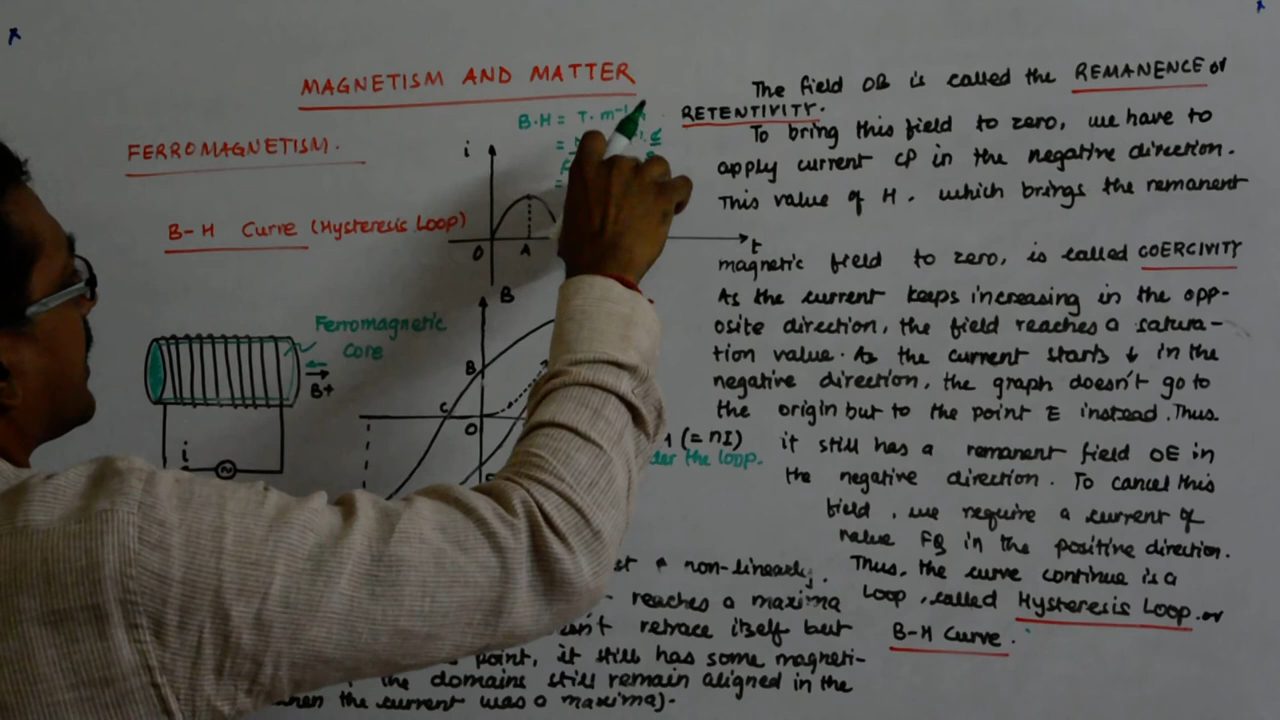 MAGNETISM AND MATTER
FERROMAGNETISM.
B-H Curve (Hysteresis Loop)
Ferromagnetic
core
B+
i
B·H = T·m⁻¹
=
=
i
O
A
t
B
B
C
O
(= nI)
the loop.
non-linearly.
reaches a maxima
retrace itself but
point, it still has some magneti-
the domains still remain aligned in the
the current was a maxima).
The field OB is called the REMANENCE or
RETENTIVITY.
To bring this field to zero, we have to
apply current CP in the negative direction.
This value of H, which brings the remanent
magnetic field to zero, is called COERCIVITY
As the current keeps increasing in the opp-
osite direction, the field reaches a satura-
tion value. As the current starts ↓ in the
negative direction, the graph doesn't go to
the origin but to the point E instead. Thus.
it still has a remanent field OE in
the negative direction. To cancel this
field, we require a current of
value FQ in the positive direction.
Thus, the curve continue is a
Loop, called Hysteresis Loop. or
B-H Curve.